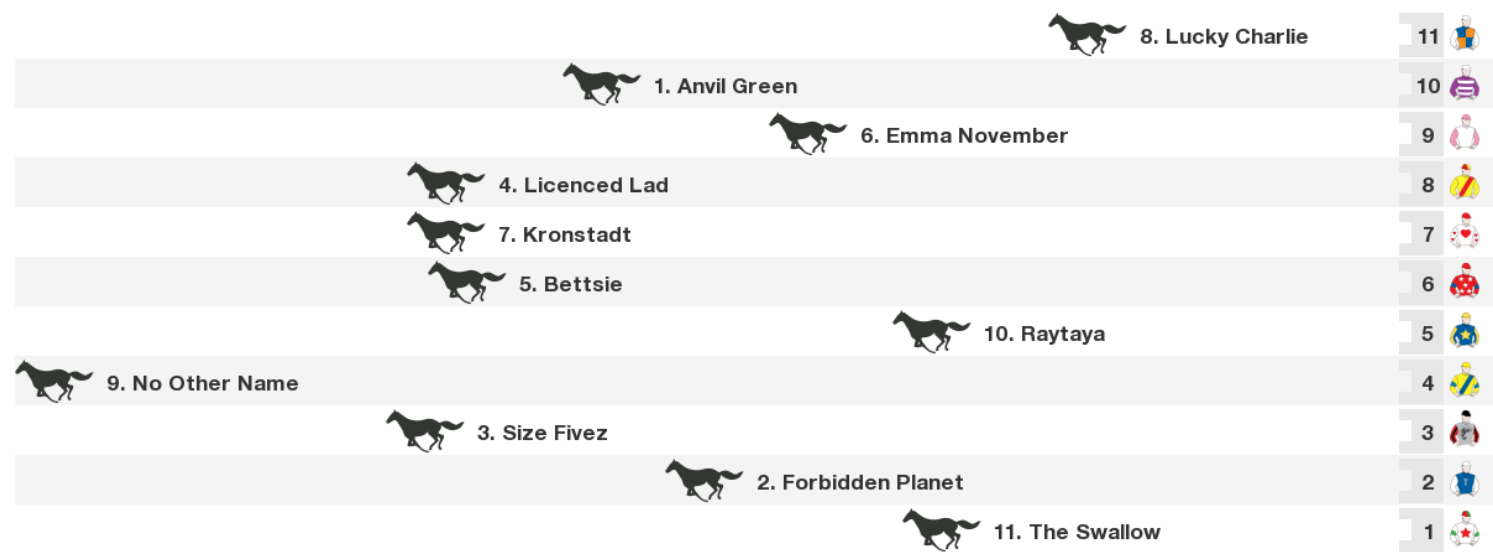 8. Lucky Charlie 11
1. Anvil Green 10
6. Emma November 9
4. Licenced Lad 8
7. Kronstadt 7
5. Bettsie 6
10. Raytaya 5
9. No Other Name 4
3. Size Fivez 3
2. Forbidden Planet 2
T
11. The Swallow 1